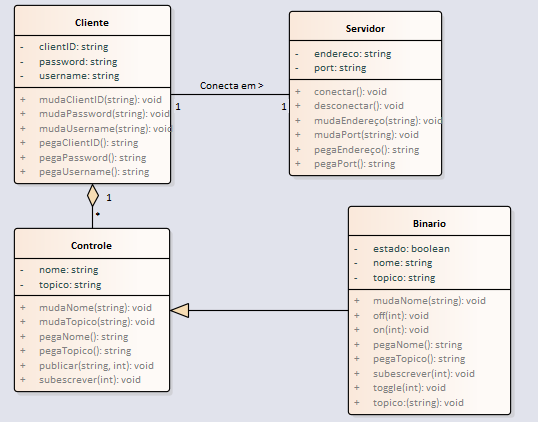 Cliente
- clientID: string
- password: string
- username: string
+ mudaClientID(string): void
+ mudaPassword(string): void
+ mudaUsername(string): void
+ pegaClientID(): string
+ pegaPassword(): string
+ pegaUsername(): string
Conecta em >
1
1
Servidor
- endereco: string
- port: string
+ conectar(): void
+ desconectar(): void
+ mudaEndereço(string): void
+ mudaPort(string): void
+ pegaEndereço(): string
+ pegaPort(): string
1
*
Controle
- nome: string
- topico: string
+ mudaNome(string): void
+ mudaTopico(string): void
+ pegaNome(): string
+ pegaTopico(): string
+ publicar(string, int): void
+ subescrever(int): void
Binario
- estado: boolean
- nome: string
- topico: string
+ mudaNome(string): void
+ off(int): void
+ on(int): void
+ pegaNome(): string
+ pegaTopico(): string
+ subescrever(int): void
+ toggle(int): void
+ topico:(string): void